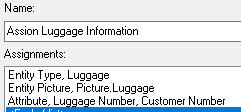 Name:
Assion Luggage Information
Assignments:
Entity Type, Luggage
Entity Picture, Picture.Luggage
Attribute, Luggage Number, Customer Number